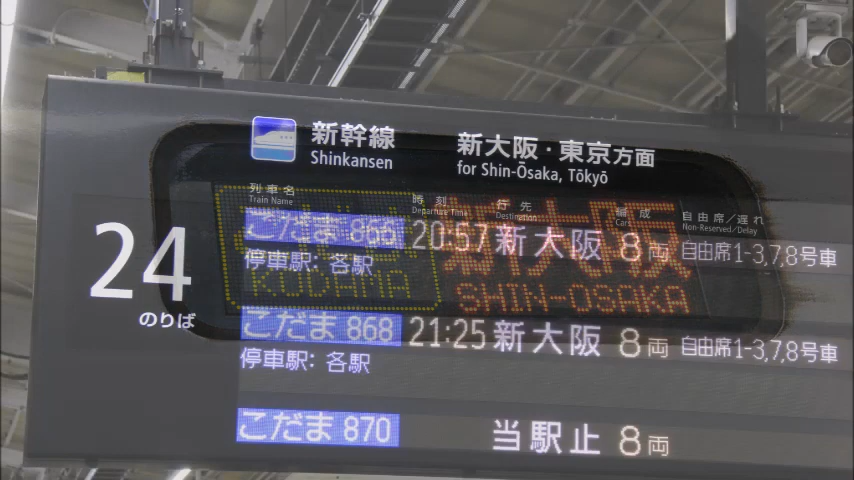 新幹線 新大阪・東京方面
Shinkansen for Shin-Ōsaka, Tōkyō
列車名 時刻 行先 編成 自由席/遅れ
Train Name Departure Time Destination Cars Non-Reserved/Delay
24
のりば
こだま 866 20:57 新大阪 8両 自由席1-3,7,8号車
停車駅: 各駅
KODAMA
新大阪
SHIN-OSAKA
こだま 868 21:25 新大阪 8両 自由席1-3,7,8号車
停車駅: 各駅
こだま 870 当駅止 8両